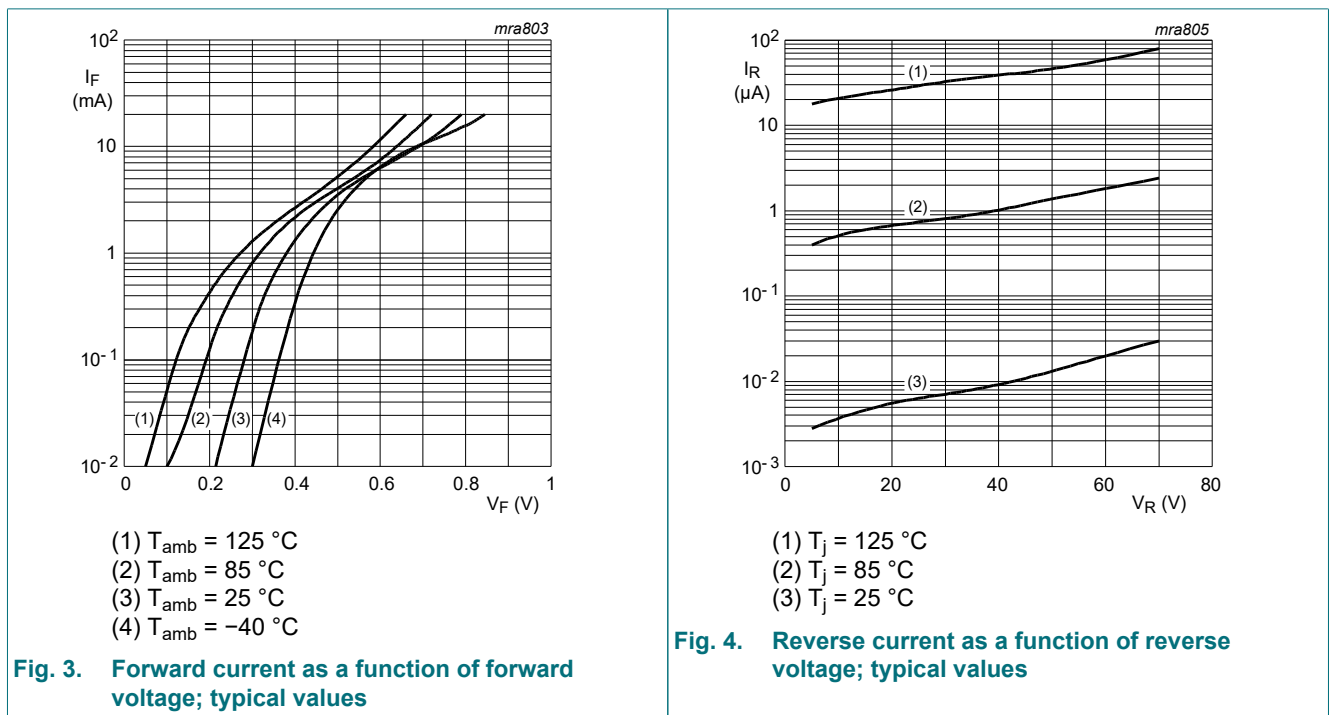 mra803
10²
I_F
(mA)
10
1
10⁻¹
10⁻²
(1) (2) (3) (4)
0 0.2 0.4 0.6 0.8 1
V_F (V)
(1) T_amb = 125 °C
(2) T_amb = 85 °C
(3) T_amb = 25 °C
(4) T_amb = −40 °C
Fig. 3. Forward current as a function of forward
voltage; typical values
mra805
10²
I_R
(μA)
(1)
10
(2)
1
10⁻¹
(3)
10⁻²
10⁻³
0 20 40 60 80
V_R (V)
(1) T_j = 125 °C
(2) T_j = 85 °C
(3) T_j = 25 °C
Fig. 4. Reverse current as a function of reverse
voltage; typical values